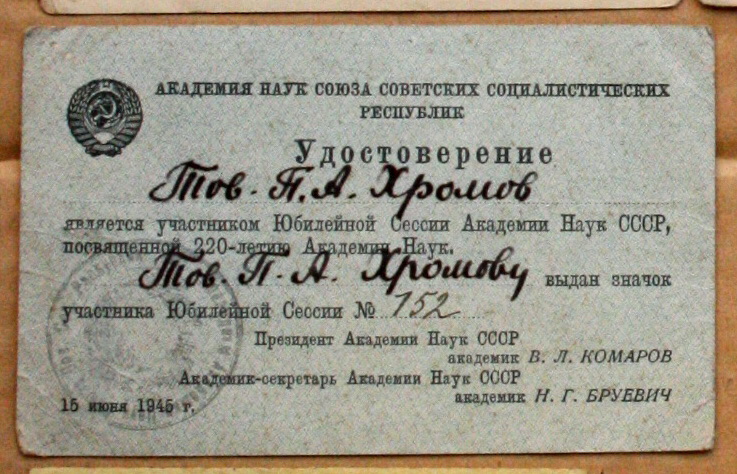 АКАДЕМИЯ НАУК СОЮЗА СОВЕТСКИХ СОЦИАЛИСТИЧЕСКИХ
РЕСПУБЛИК
Удостоверение
Тов. П. А. Хромов
является участником Юбилейной Сессии Академии Наук СССР,
посвященной 220-летию Академии Наук.
Тов. П. А. Хромову выдан значок
участника Юбилейной Сессии № 152
Президент Академии Наук СССР
академик В. Л. КОМАРОВ
Академик-секретарь Академии Наук СССР
академик Н. Г. БРУЕВИЧ
15 июня 1945 г.